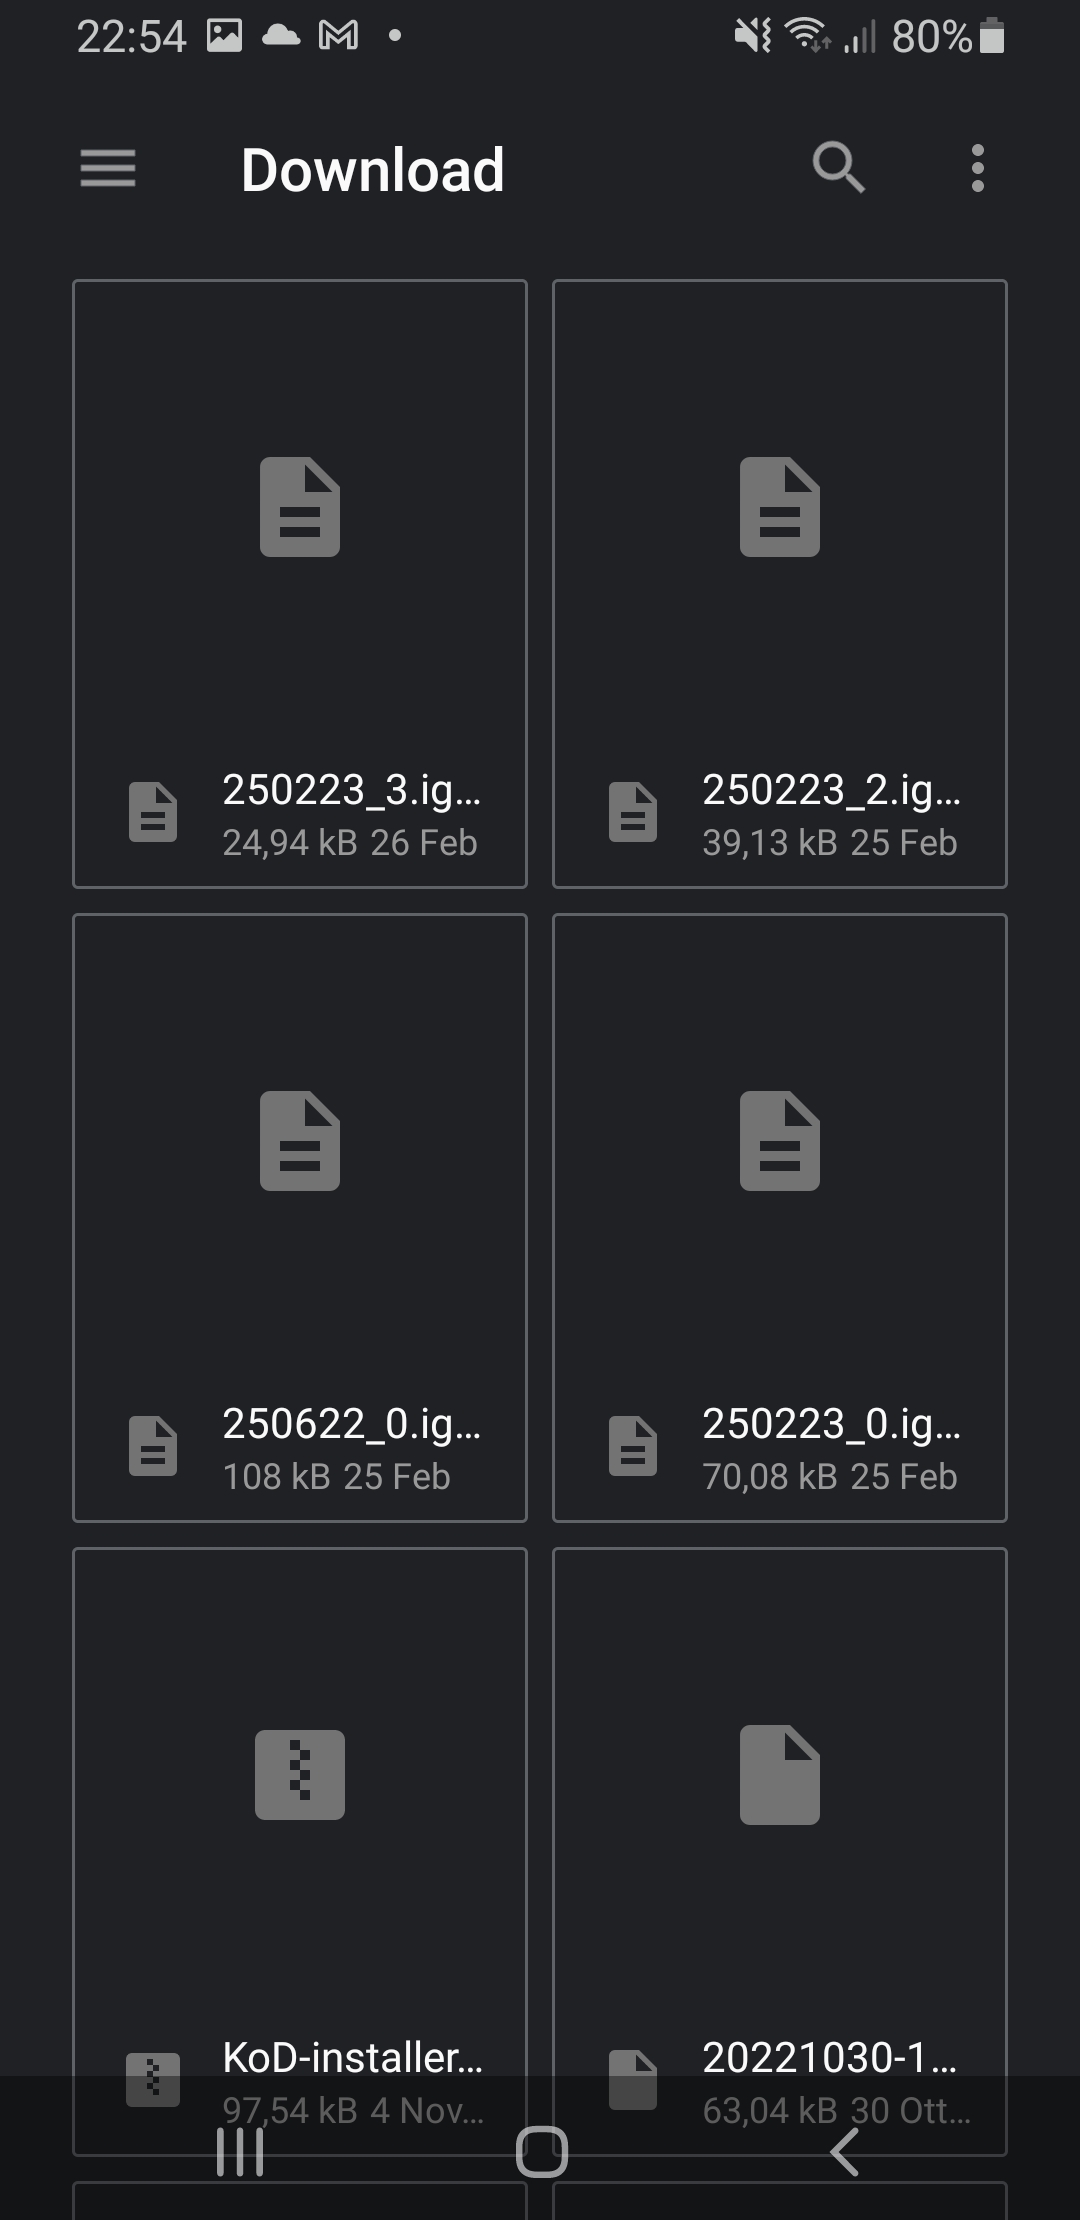 22:54
80%
Download
250223_3.ig...
24,94 kB 26 Feb
250223_2.ig...
39,13 kB 25 Feb
250622_0.ig...
108 kB 25 Feb
250223_0.ig...
70,08 kB 25 Feb
KoD-installer...
97,54 kB 4 Nov...
20221030-1...
63,04 kB 30 Ott...